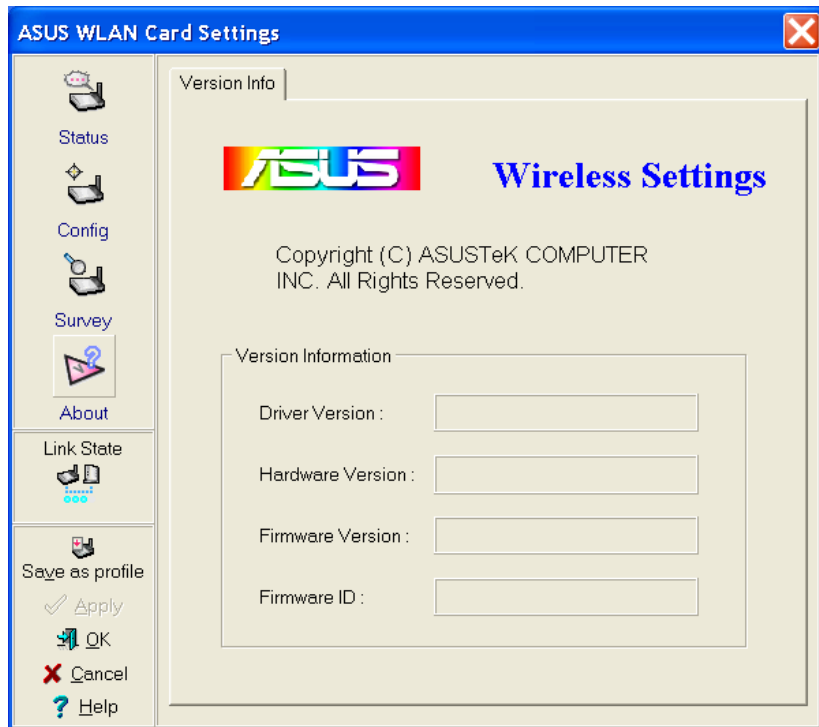 ASUS WLAN Card Settings
Status
Config
Survey
About
Link State
Save as profile
Apply
OK
Cancel
Help
Version Info
ASUS
Wireless Settings
Copyright (C) ASUSTeK COMPUTER
INC. All Rights Reserved.
Version Information
Driver Version :
Hardware Version :
Firmware Version :
Firmware ID :